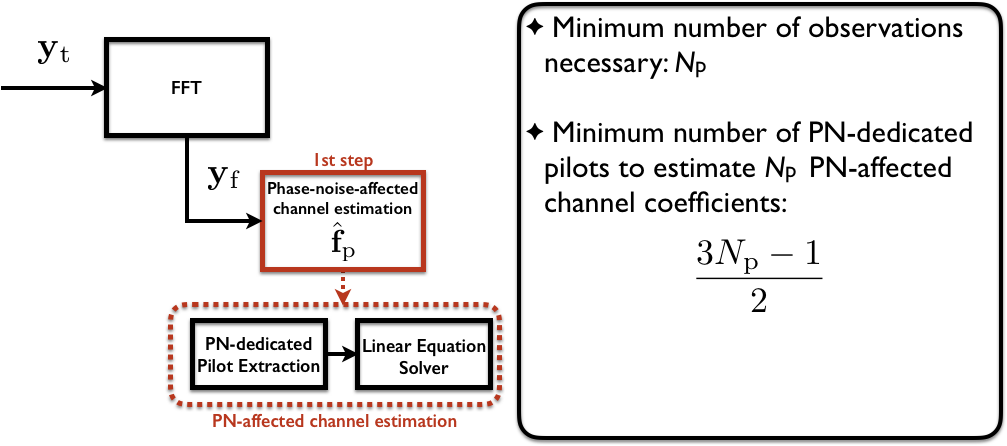 y_t
FFT
y_f
1st step
Phase-noise-affected
channel estimation
\hat{f}_p
PN-dedicated
Pilot Extraction
Linear Equation
Solver
PN-affected channel estimation
✦ Minimum number of observations
necessary: N_P
✦ Minimum number of PN-dedicated
pilots to estimate N_P PN-affected
channel coefficients:
\frac{3N_p - 1}{2}